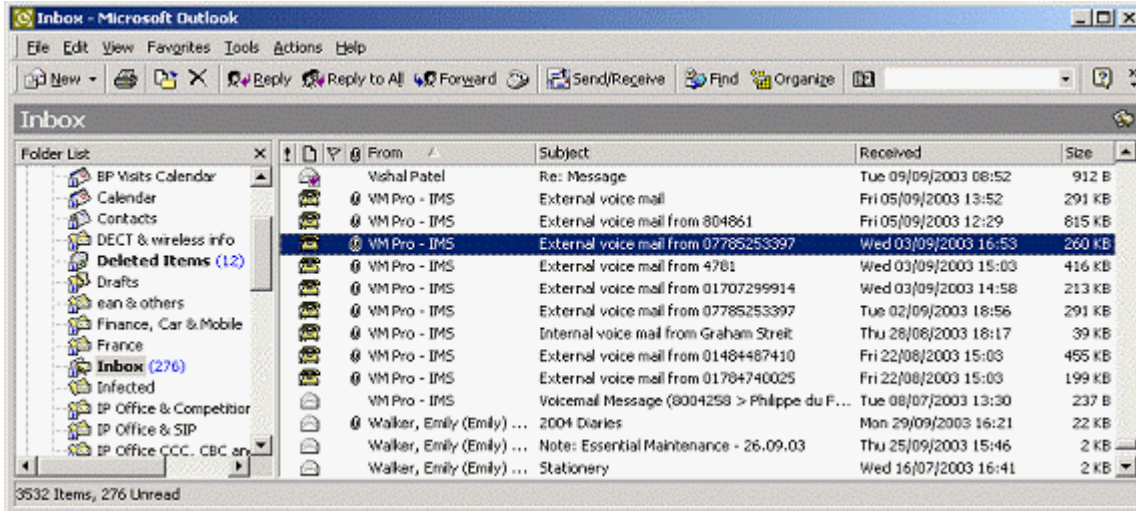 Inbox - Microsoft Outlook
File Edit View Favorites Tools Actions Help
New Reply Reply to All Forward Send/Receive Find Organize
Inbox
Folder List
BP Visits Calendar
Calendar
Contacts
DECT & wireless info
Deleted Items (12)
Drafts
ean & others
Finance, Car & Mobile
France
Inbox (276)
Infected
IP Office & Competition
IP Office & SIP
IP Office CCC, CBC an
From Subject Received Size
Vishal Patel Re: Message Tue 09/09/2003 08:52 912 B
VM Pro - IMS External voice mail Fri 05/09/2003 13:52 291 KB
VM Pro - IMS External voice mail from 804861 Fri 05/09/2003 12:29 815 KB
VM Pro - IMS External voice mail from 07785253397 Wed 03/09/2003 16:53 260 KB
VM Pro - IMS External voice mail from 4781 Wed 03/09/2003 15:03 416 KB
VM Pro - IMS External voice mail from 01707299914 Wed 03/09/2003 14:58 213 KB
VM Pro - IMS External voice mail from 07785253397 Tue 02/09/2003 18:56 291 KB
VM Pro - IMS Internal voice mail from Graham Streit Thu 28/08/2003 18:17 39 KB
VM Pro - IMS External voice mail from 01484487410 Fri 22/08/2003 15:03 455 KB
VM Pro - IMS External voice mail from 01784740025 Fri 22/08/2003 15:03 199 KB
VM Pro - IMS Voicemail Message (8004258 > Philippe du F... Tue 08/07/2003 13:30 237 B
Walker, Emily (Emily) ... 2004 Diaries Mon 29/09/2003 16:21 22 KB
Walker, Emily (Emily) ... Note: Essential Maintenance - 26.09.03 Thu 25/09/2003 15:46 2 KB
Walker, Emily (Emily) ... Stationery Wed 16/07/2003 16:41 2 KB
3532 Items, 276 Unread